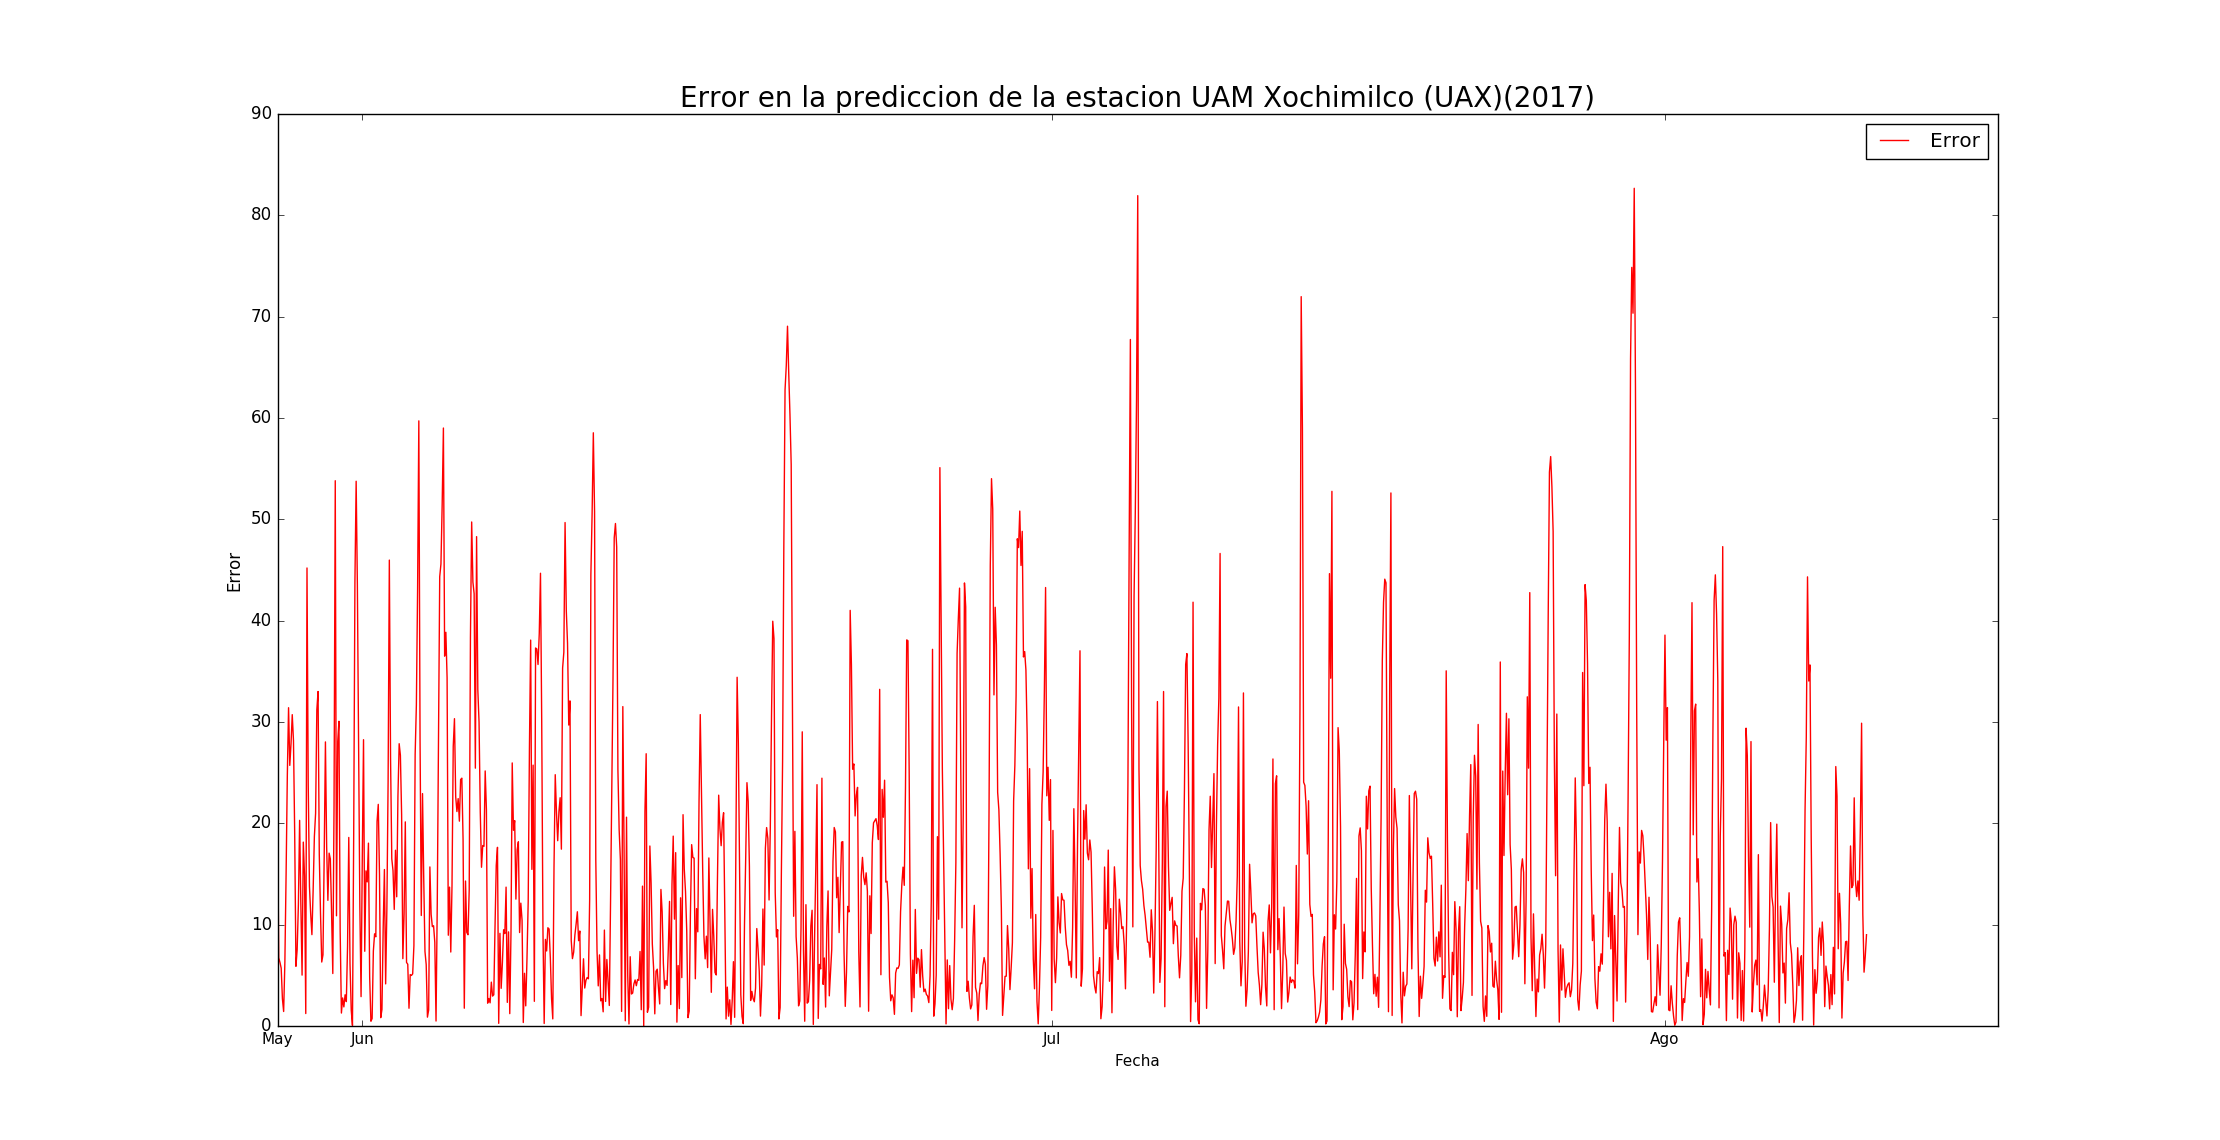 Error en la prediccion de la estacion UAM Xochimilco (UAX)(2017)
Error
90
80
70
60
50
40
30
20
10
0
Error
May Jun Jul Ago
Fecha